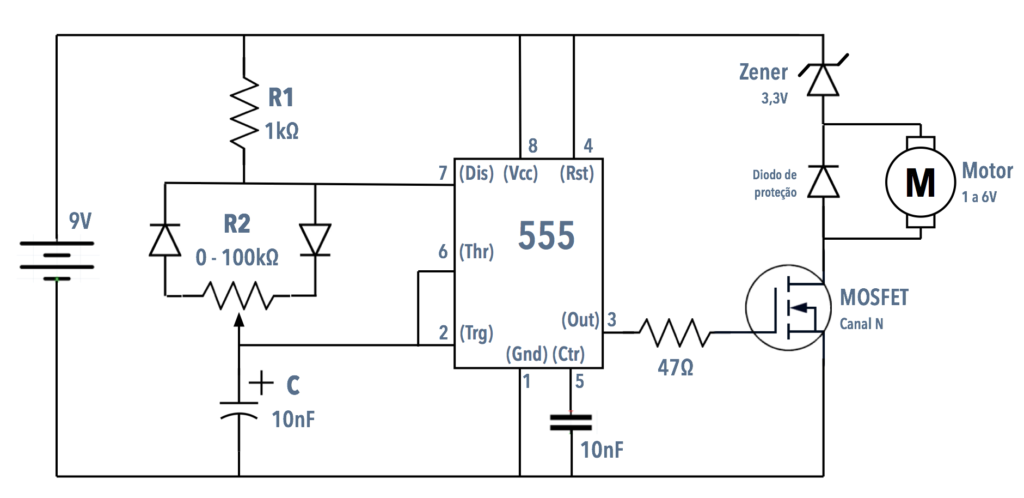 Zener
3,3V
R1
1kΩ
8
4
7
(Dis)
(Vcc)
(Rst)
Diodo de
proteção
M
Motor
1 a 6V
9V
R2
0 - 100kΩ
555
6
(Thr)
MOSFET
Canal N
(Out)
3
2
(Trg)
(Gnd)
(Ctr)
47Ω
1
5
+
C
10nF
10nF